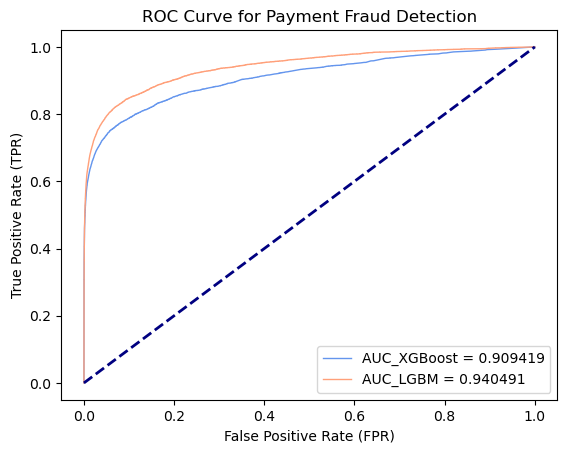 ROC Curve for Payment Fraud Detection
True Positive Rate (TPR)
1.0
0.8
0.6
0.4
0.2
0.0
AUC_XGBoost = 0.909419
AUC_LGBM = 0.940491
0.0 0.2 0.4 0.6 0.8 1.0
False Positive Rate (FPR)